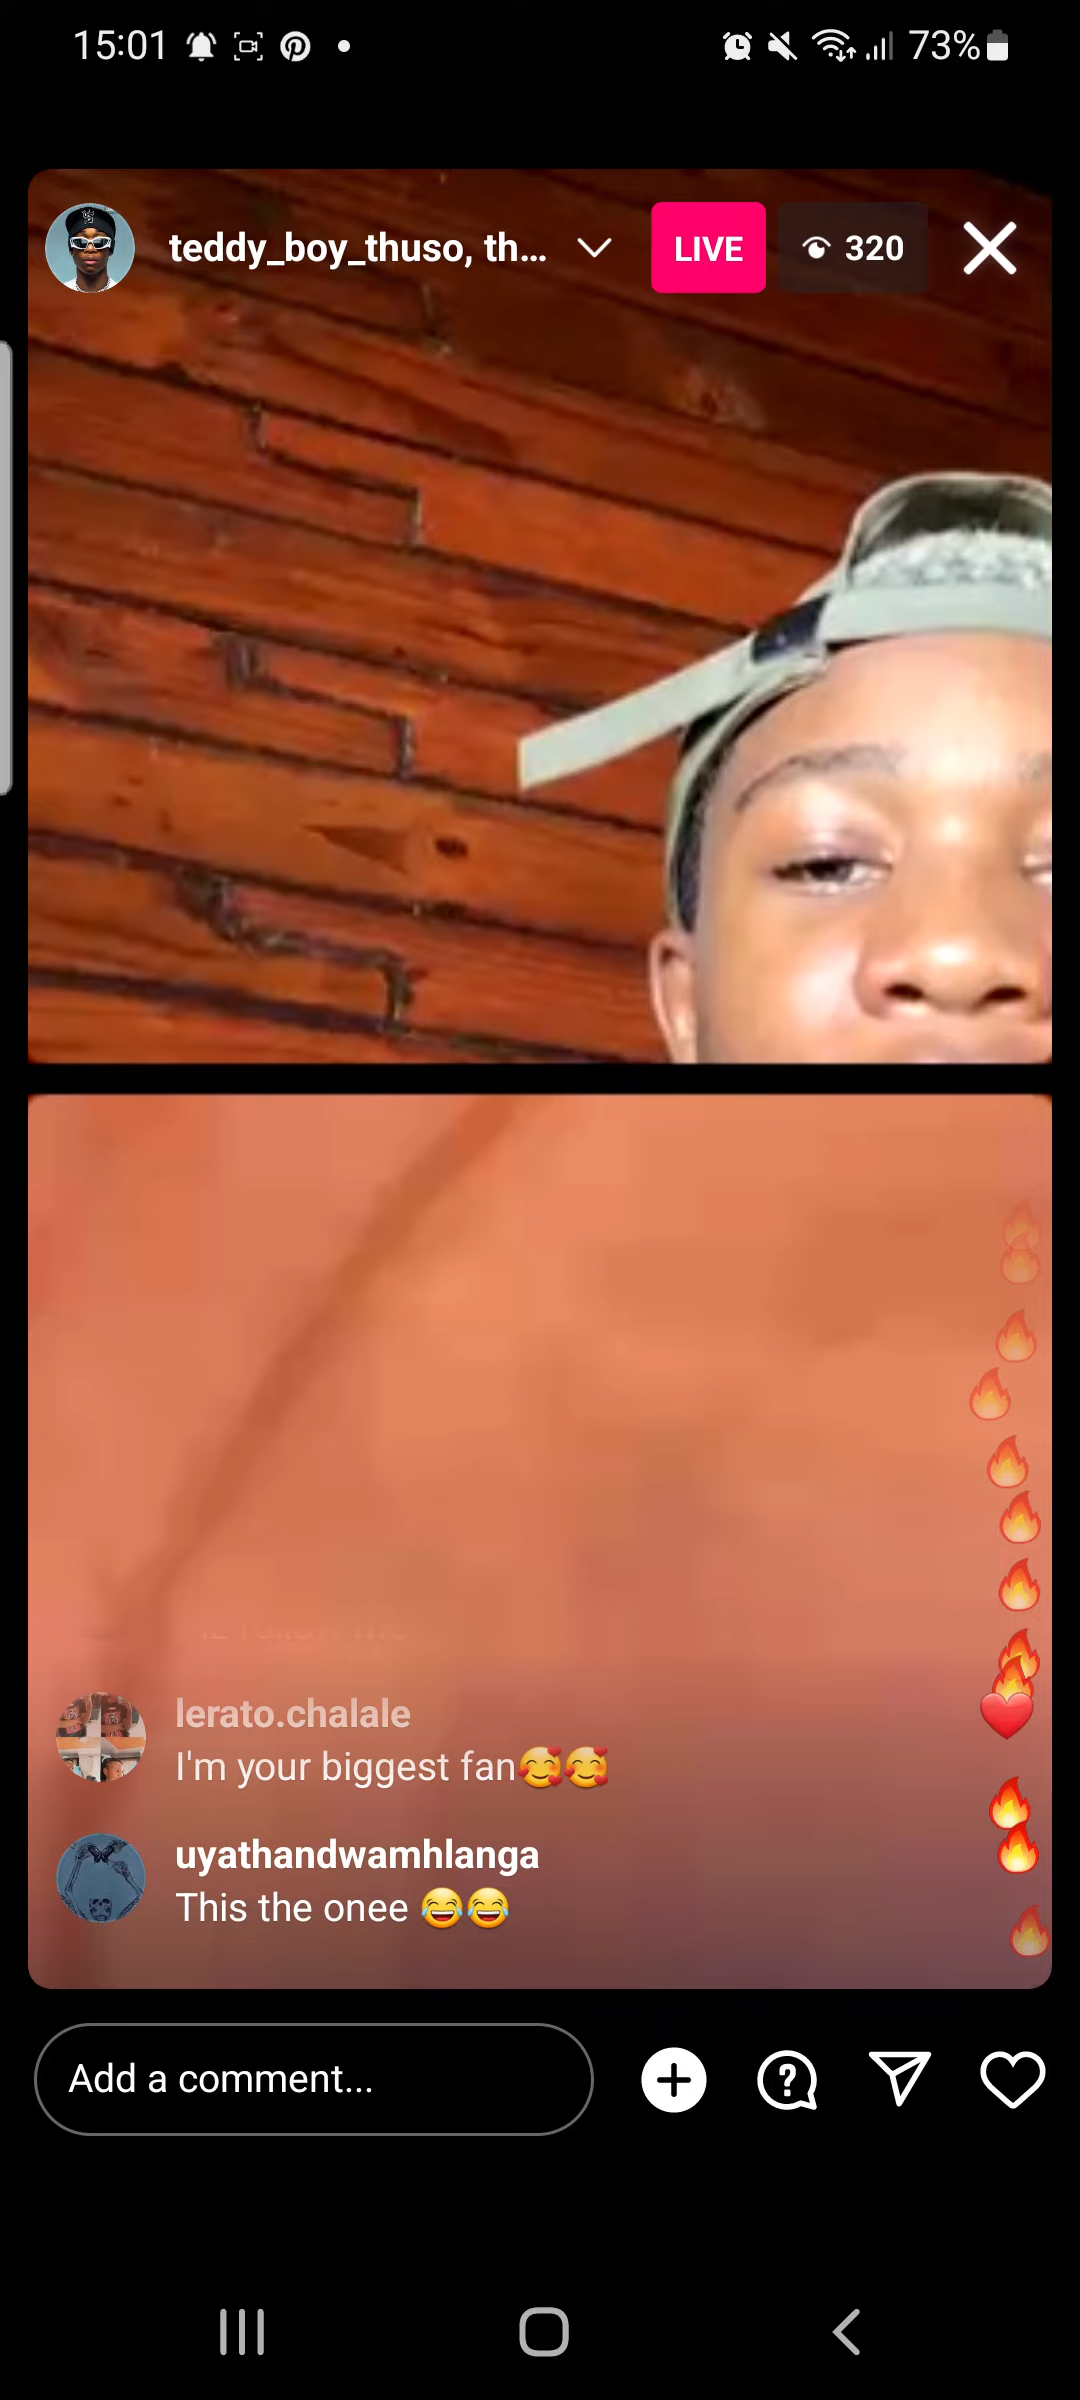 15:01
73%
teddy_boy_thuso, th...
LIVE
320
lerato.chalale
I'm your biggest fan🥰🥰
uyathandwamhlanga
This the onee 😂😂
Add a comment...